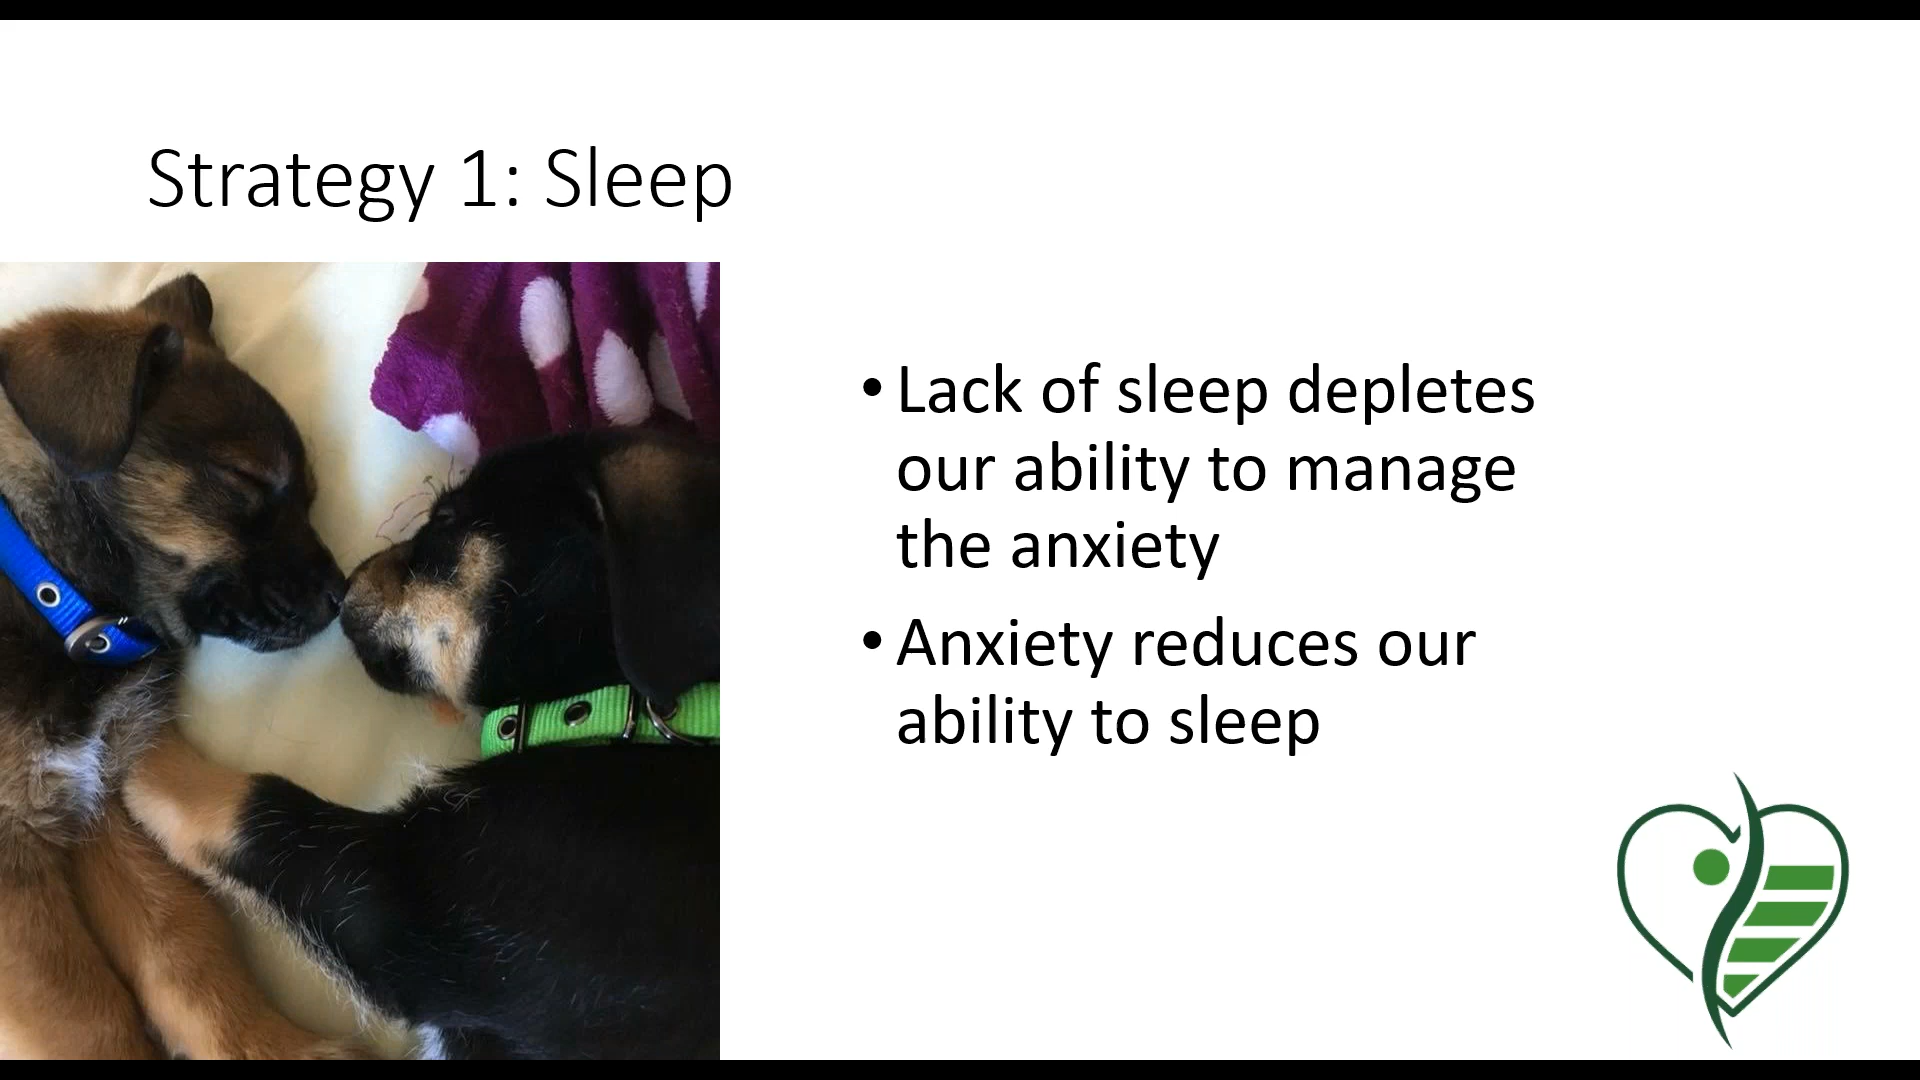 Strategy 1: Sleep
• Lack of sleep depletes
our ability to manage
the anxiety
• Anxiety reduces our
ability to sleep